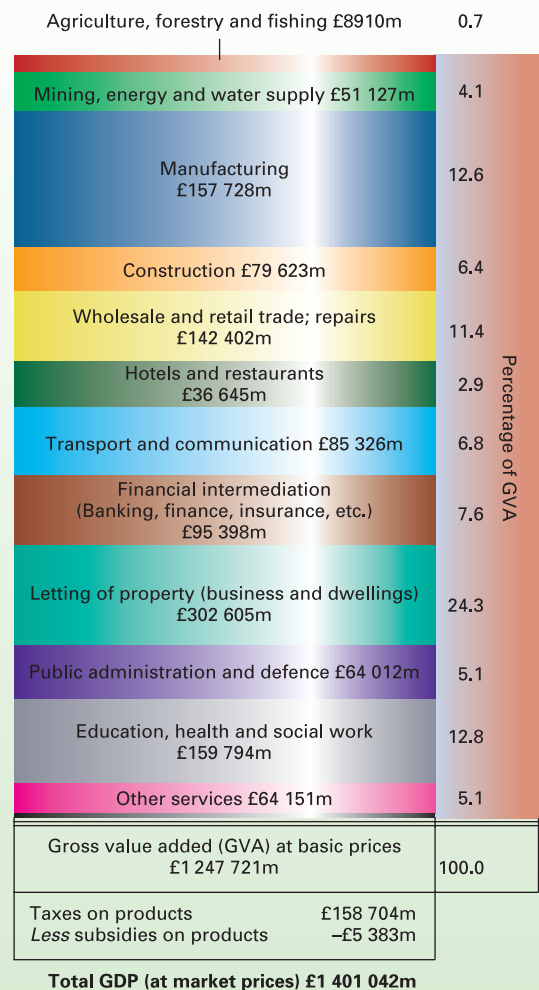 Agriculture, forestry and fishing £8910m 0.7
Mining, energy and water supply £51 127m 4.1
Manufacturing
£157 728m 12.6
Construction £79 623m 6.4
Wholesale and retail trade; repairs
£142 402m 11.4
Hotels and restaurants
£36 645m 2.9
Transport and communication £85 326m 6.8
Financial intermediation
(Banking, finance, insurance, etc.)
£95 398m 7.6
Letting of property (business and dwellings)
£302 605m 24.3
Public administration and defence £64 012m 5.1
Education, health and social work
£159 794m 12.8
Other services £64 151m 5.1
Percentage of GVA
Gross value added (GVA) at basic prices
£1 247 721m 100.0
Taxes on products £158 704m
Less subsidies on products –£5 383m
Total GDP (at market prices) £1 401 042m